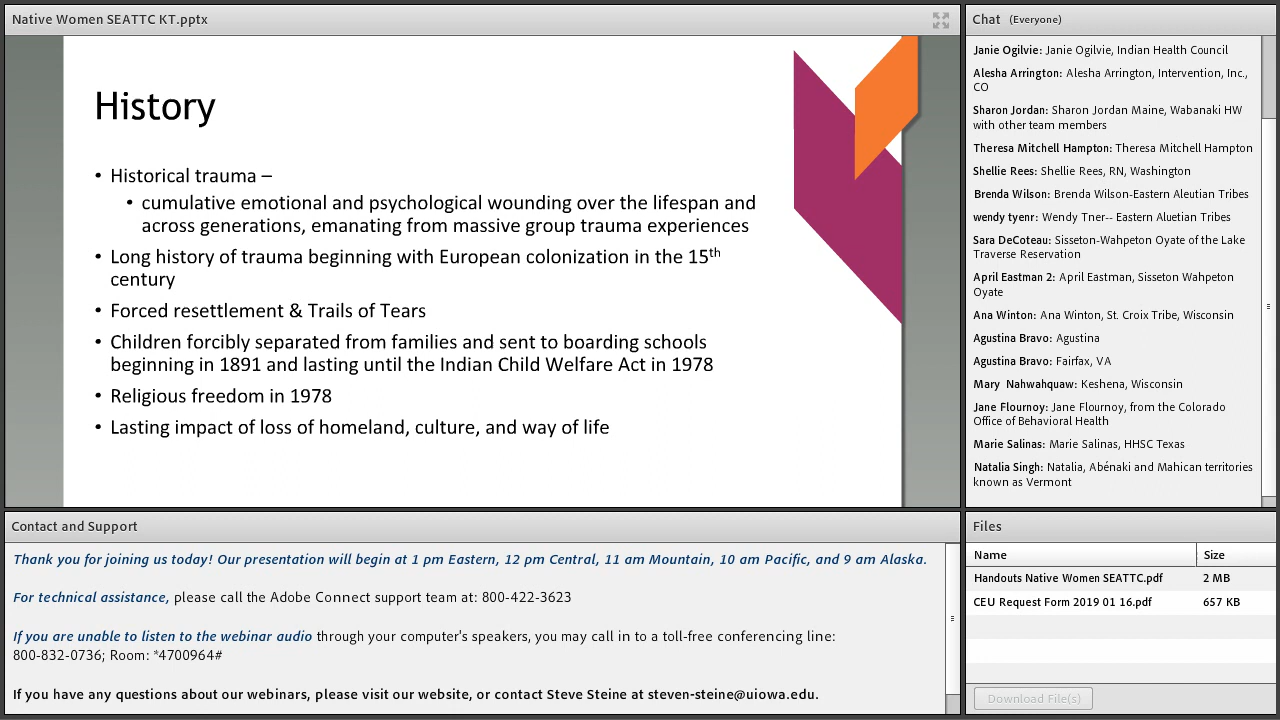 Native Women SEATTC KT.pptx
History
• Historical trauma –
• cumulative emotional and psychological wounding over the lifespan and
across generations, emanating from massive group trauma experiences
• Long history of trauma beginning with European colonization in the 15th
century
• Forced resettlement & Trails of Tears
• Children forcibly separated from families and sent to boarding schools
beginning in 1891 and lasting until the Indian Child Welfare Act in 1978
• Religious freedom in 1978
• Lasting impact of loss of homeland, culture, and way of life
Chat (Everyone)
Janie Ogilvie: Janie Ogilvie, Indian Health Council
Alesha Arrington: Alesha Arrington, Intervention, Inc.,
CO
Sharon Jordan: Sharon Jordan Maine, Wabanaki HW
with other team members
Theresa Mitchell Hampton: Theresa Mitchell Hampton
Shellie Rees: Shellie Rees, RN, Washington
Brenda Wilson: Brenda Wilson-Eastern Aleutian Tribes
wendy tyenr: Wendy Tner-- Eastern Aluetian Tribes
Sara DeCoteau: Sisseton-Wahpeton Oyate of the Lake
Traverse Reservation
April Eastman 2: April Eastman, Sisseton Wahpeton
Oyate
Ana Winton: Ana Winton, St. Croix Tribe, Wisconsin
Agustina Bravo: Agustina
Agustina Bravo: Fairfax, VA
Mary Nahwahquaw: Keshena, Wisconsin
Jane Flournoy: Jane Flournoy, from the Colorado
Office of Behavioral Health
Marie Salinas: Marie Salinas, HHSC Texas
Natalia Singh: Natalia, Abénaki and Mahican territories
known as Vermont
Contact and Support
Thank you for joining us today! Our presentation will begin at 1 pm Eastern, 12 pm Central, 11 am Mountain, 10 am Pacific, and 9 am Alaska.
For technical assistance, please call the Adobe Connect support team at: 800-422-3623
If you are unable to listen to the webinar audio through your computer's speakers, you may call in to a toll-free conferencing line:
800-832-0736; Room: *4700964#
If you have any questions about our webinars, please visit our website, or contact Steve Steine at steven-steine@uiowa.edu.
Files
Name Size
Handouts Native Women SEATTC.pdf 2 MB
CEU Request Form 2019 01 16.pdf 657 KB
Download File(s)